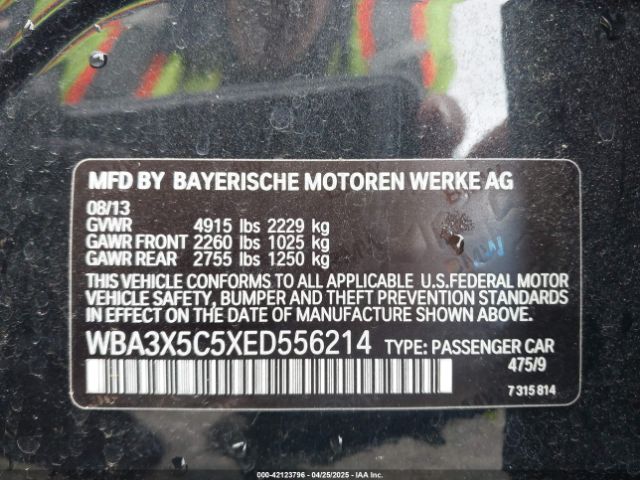 MFD BY BAYERISCHE MOTOREN WERKE AG
08/13
GVWR 4915 lbs 2229 kg
GAWR FRONT 2260 lbs 1025 kg
GAWR REAR 2755 lbs 1250 kg
THIS VEHICLE CONFORMS TO ALL APPLICABLE U.S.FEDERAL MOTOR
VEHICLE SAFETY, BUMPER AND THEFT PREVENTION STANDARDS
IN EFFECT ON THE DATE OF MANUFACTURE SHOWN ABOVE.
WBA3X5C5XED556214 TYPE: PASSENGER CAR
475/9
7 315 814
000-42123796 - 04/25/2025 - IAA Inc.